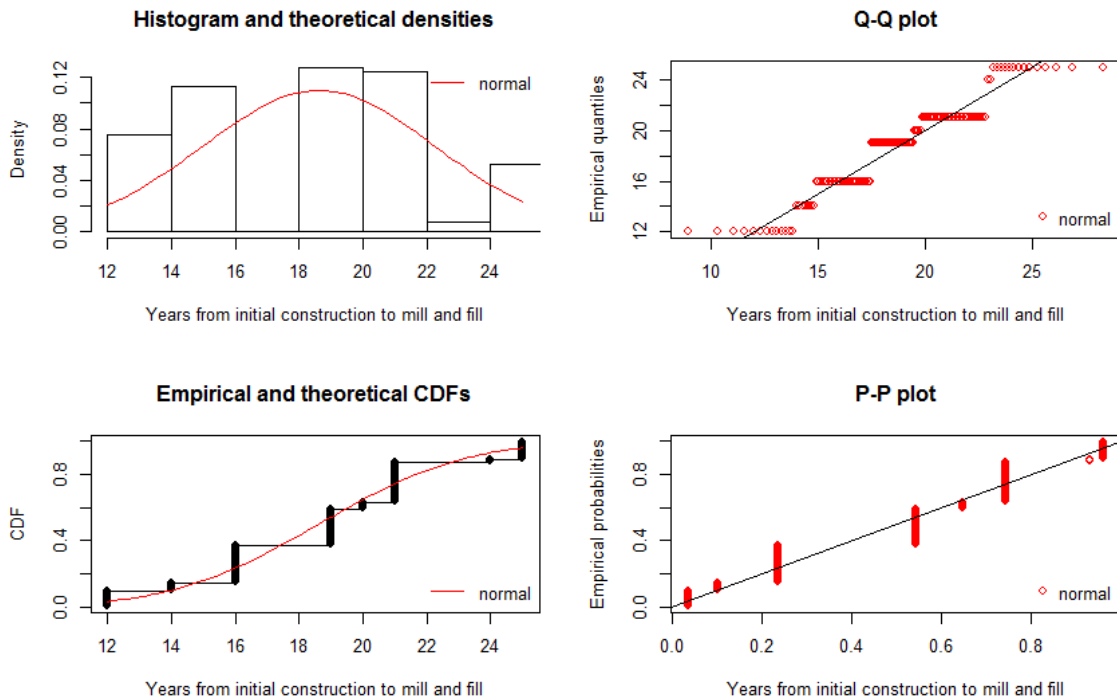 Histogram and theoretical densities
Density
0.00 0.04 0.08 0.12
normal
12 14 16 18 20 22 24
Years from initial construction to mill and fill
Q-Q plot
Empirical quantiles
12 16 20 24
normal
10 15 20 25
Years from initial construction to mill and fill
Empirical and theoretical CDFs
CDF
0.0 0.4 0.8
normal
12 14 16 18 20 22 24
Years from initial construction to mill and fill
P-P plot
Empirical probabilities
0.0 0.4 0.8
normal
0.0 0.2 0.4 0.6 0.8
Years from initial construction to mill and fill